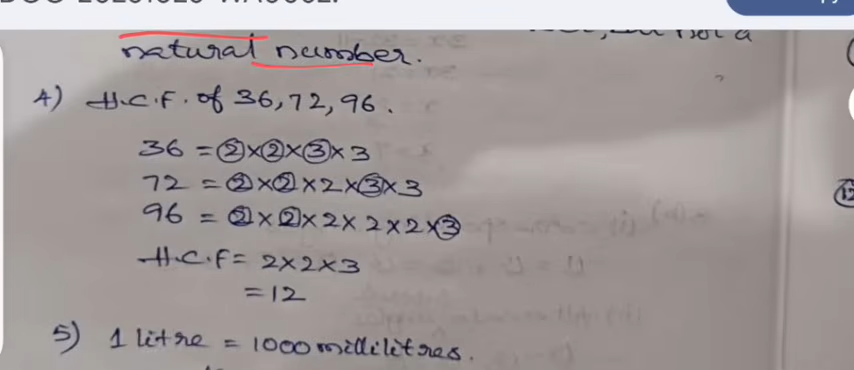 natural number.
4) H.C.F. of 36, 72, 96.
36 = 2×2×3×3
72 = 2×2×2×3×3
96 = 2×2×2×2×2×3
H.C.F = 2×2×3
= 12
5) 1 litre = 1000 millilitres.